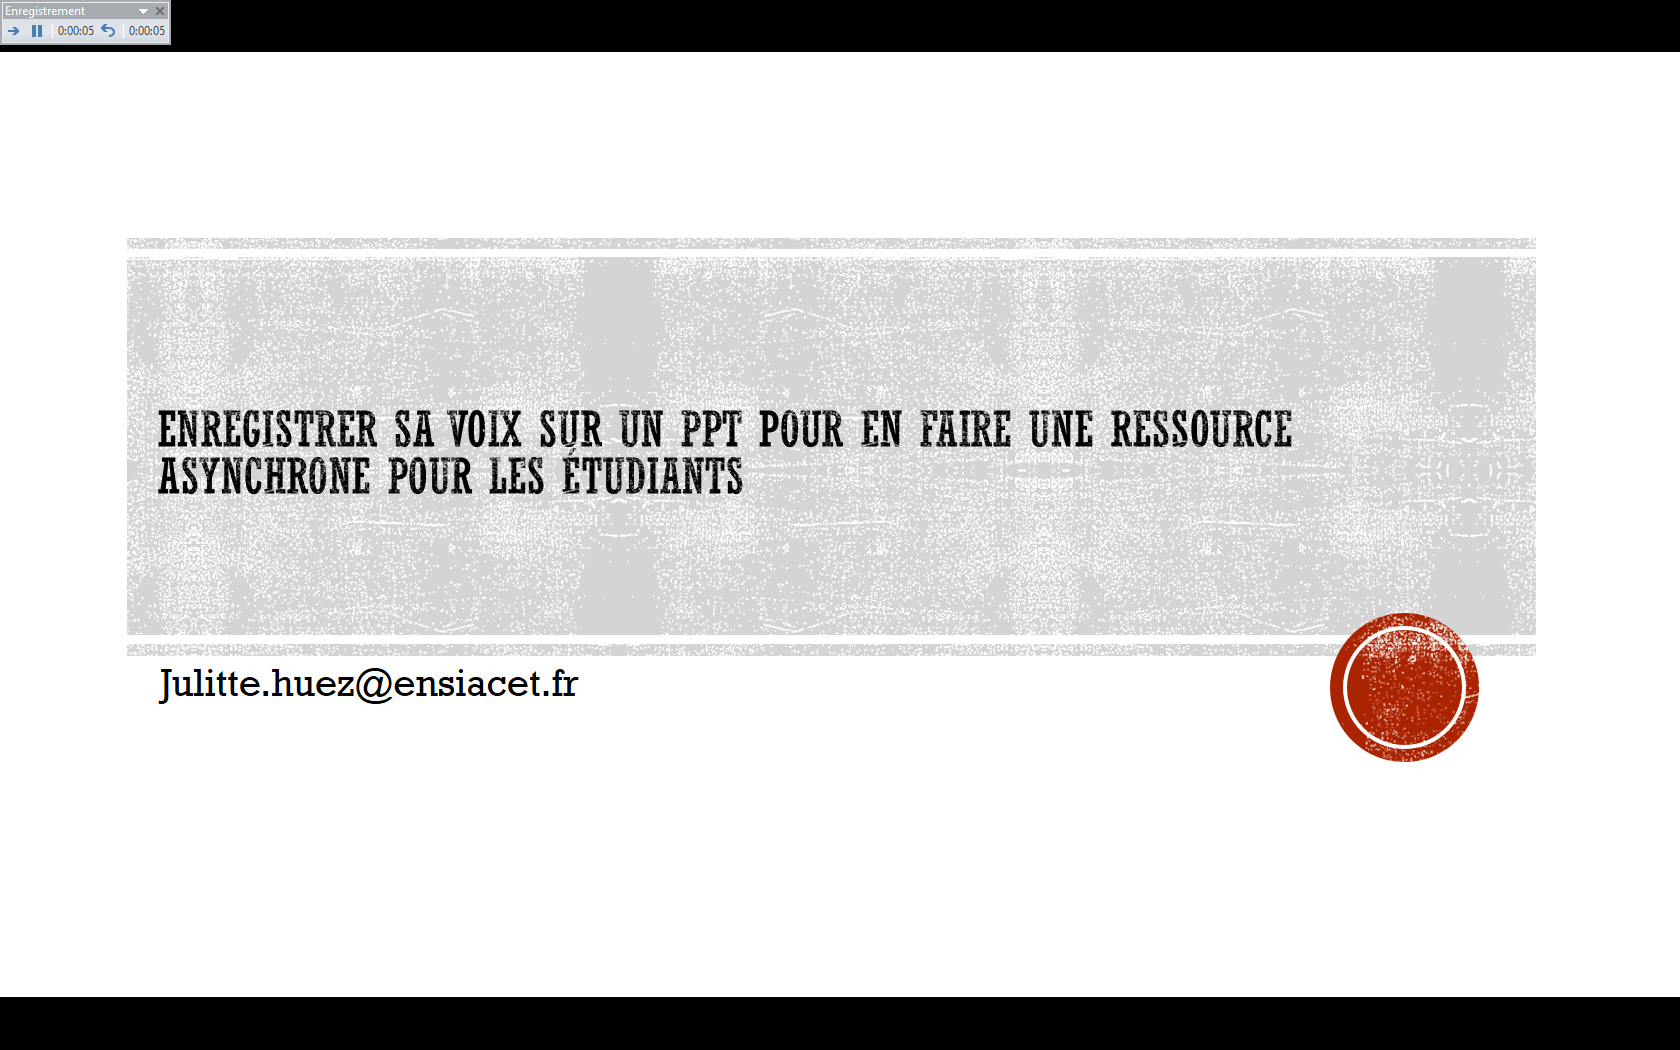 Enregistrement
0:00:05 0:00:05
ENREGISTRER SA VOIX SUR UN PPT POUR EN FAIRE UNE RESSOURCE
ASYNCHRONE POUR LES ÉTUDIANTS
Julitte.huez@ensiacet.fr